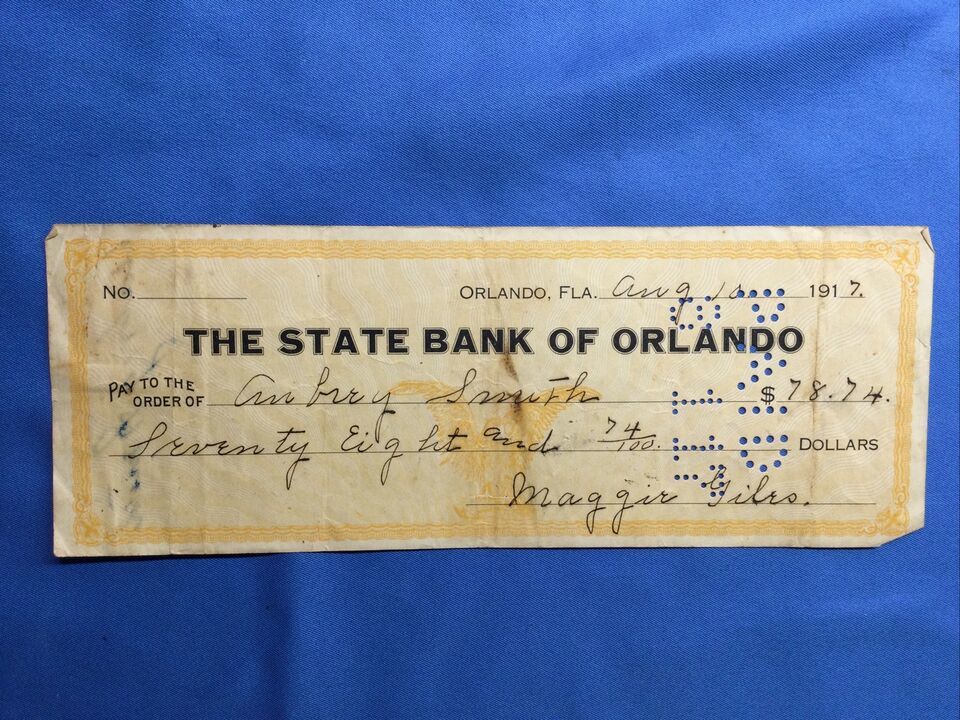 No. ORLANDO, FLA. Aug 10 1917.
THE STATE BANK OF ORLANDO
PAY TO THE ORDER OF Aubrey Smith $78.74.
Seventy Eight and 74/100. DOLLARS
Maggie Giles.
PAID